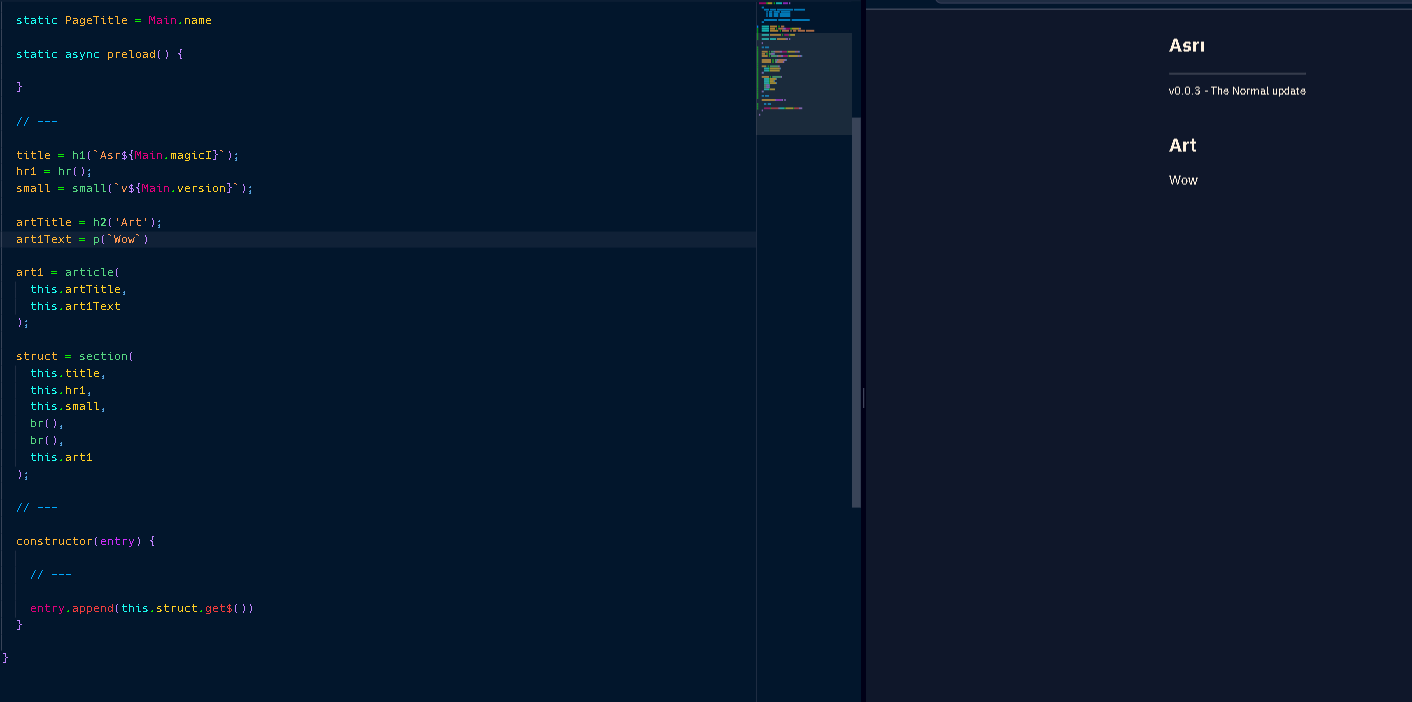 static PageTitle = Main.name
static async preload() {
}
// ---
title = h1(`Asr${Main.magicI}`);
hr1 = hr();
small = small(`v${Main.version}`);
artTitle = h2('Art');
art1Text = p(`Wow`)
art1 = article(
this.artTitle,
this.art1Text
);
struct = section(
this.title,
this.hr1,
this.small,
br(),
br(),
this.art1
);
// ---
constructor(entry) {
// ---
entry.append(this.struct.get$())
}
}
Asrı
v0.0.3 - The Normal update
Art
Wow